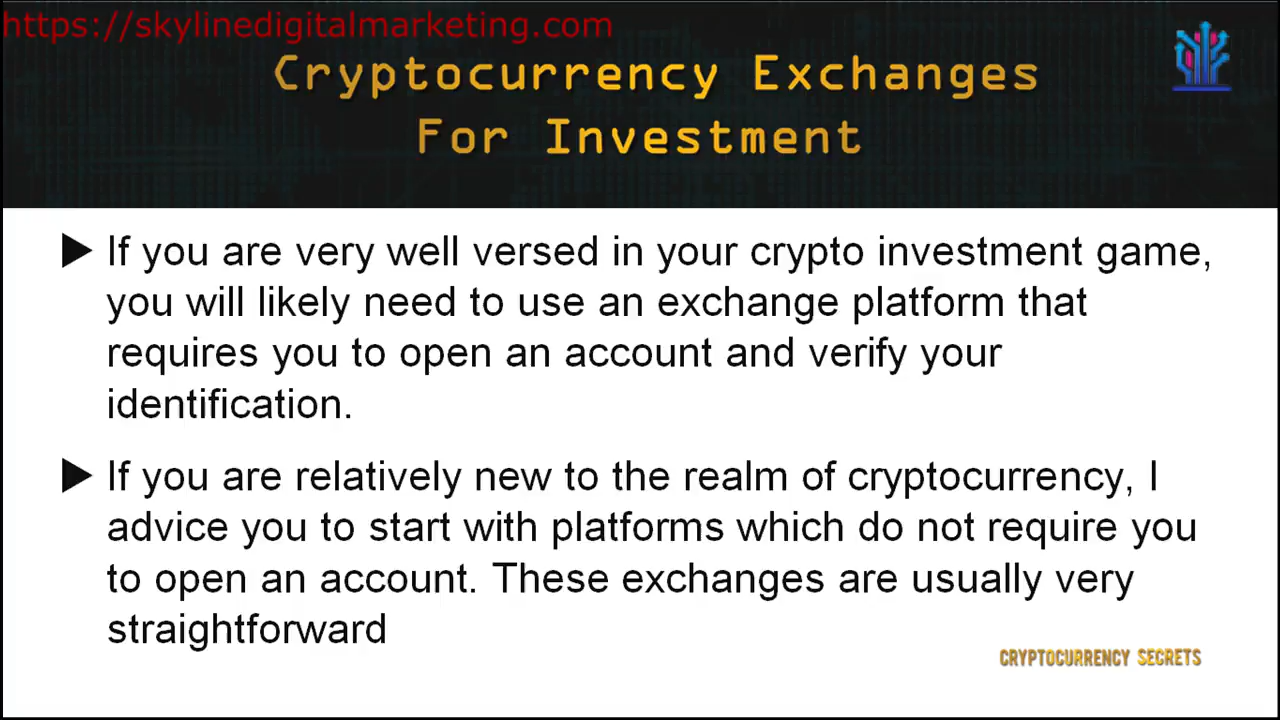 https://skylinedigitalmarketing.com
Cryptocurrency Exchanges
For Investment
If you are very well versed in your crypto investment game,
you will likely need to use an exchange platform that
requires you to open an account and verify your
identification.
If you are relatively new to the realm of cryptocurrency, I
advice you to start with platforms which do not require you
to open an account. These exchanges are usually very
straightforward
CRYPTOCURRENCY SECRETS